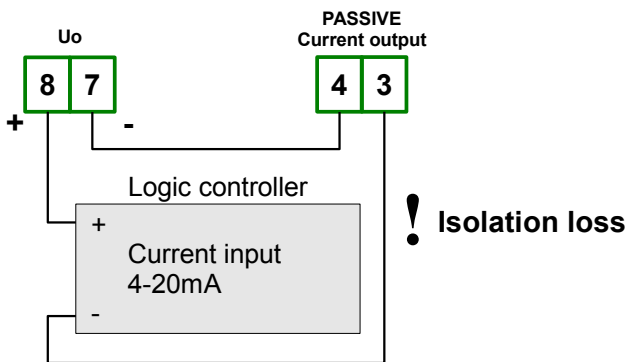 Uo
PASSIVE
Current output
8 7
4 3
+ -
Logic controller
+
Current input
4-20mA
-
! Isolation loss